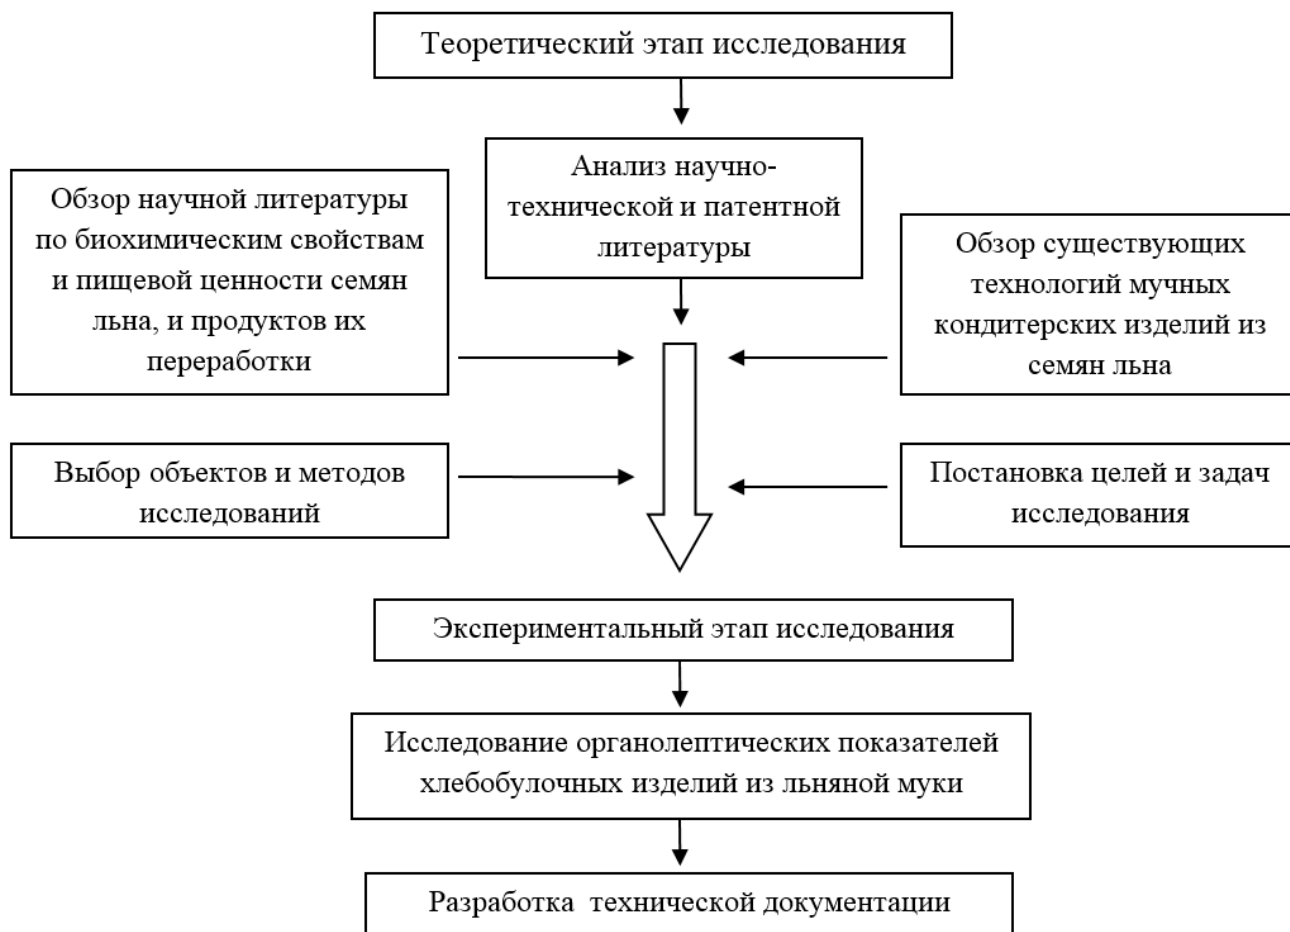 Теоретический этап исследования
Анализ научно-
технической и патентной
литературы
Обзор научной литературы
по биохимическим свойствам
и пищевой ценности семян
льна, и продуктов их
переработки
Обзор существующих
технологий мучных
кондитерских изделий из
семян льна
Выбор объектов и методов
исследований
Постановка целей и задач
исследования
Экспериментальный этап исследования
Исследование органолептических показателей
хлебобулочных изделий из льняной муки
Разработка технической документации